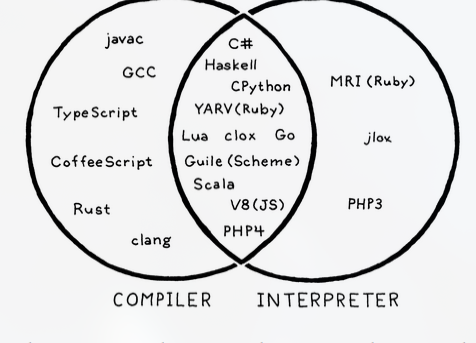 javac
GCC
TypeScript
CoffeeScript
Rust
clang
C#
Haskell
CPython
YARV(Ruby)
Lua clox Go
Guile(Scheme)
Scala
V8(JS)
PHP4
MRI(Ruby)
jlox
PHP3
COMPILER INTERPRETER